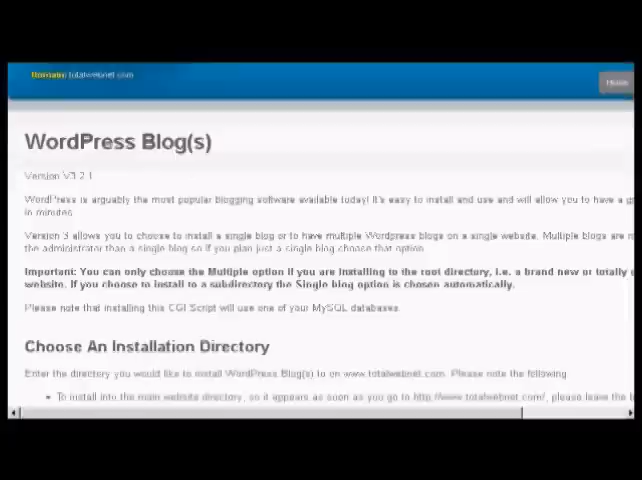 Domain: totalwebnet.com
Home
WordPress Blog(s)
Version V3.2.1
WordPress is arguably the most popular blogging software available today! It's easy to install and use and will allow you to have a
in minutes.
Version 3 allows you to choose to install a single blog or to have multiple Wordpress blogs on a single website. Multiple blogs are
the administrator than a single blog so if you plan just a single blog choose that option.
Important: You can only choose the Multiple option if you are installing to the root directory, i.e. a brand new or totally
website. If you choose to install to a subdirectory the Single blog option is chosen automatically.
Please note that installing this CGI Script will use one of your MySQL databases.
Choose An Installation Directory
Enter the directory you would like to install WordPress Blog(s) to on www.totalwebnet.com. Please note the following
• To install into the main website directory, so it appears as soon as you go to http://www.totalwebnet.com/, please leave the